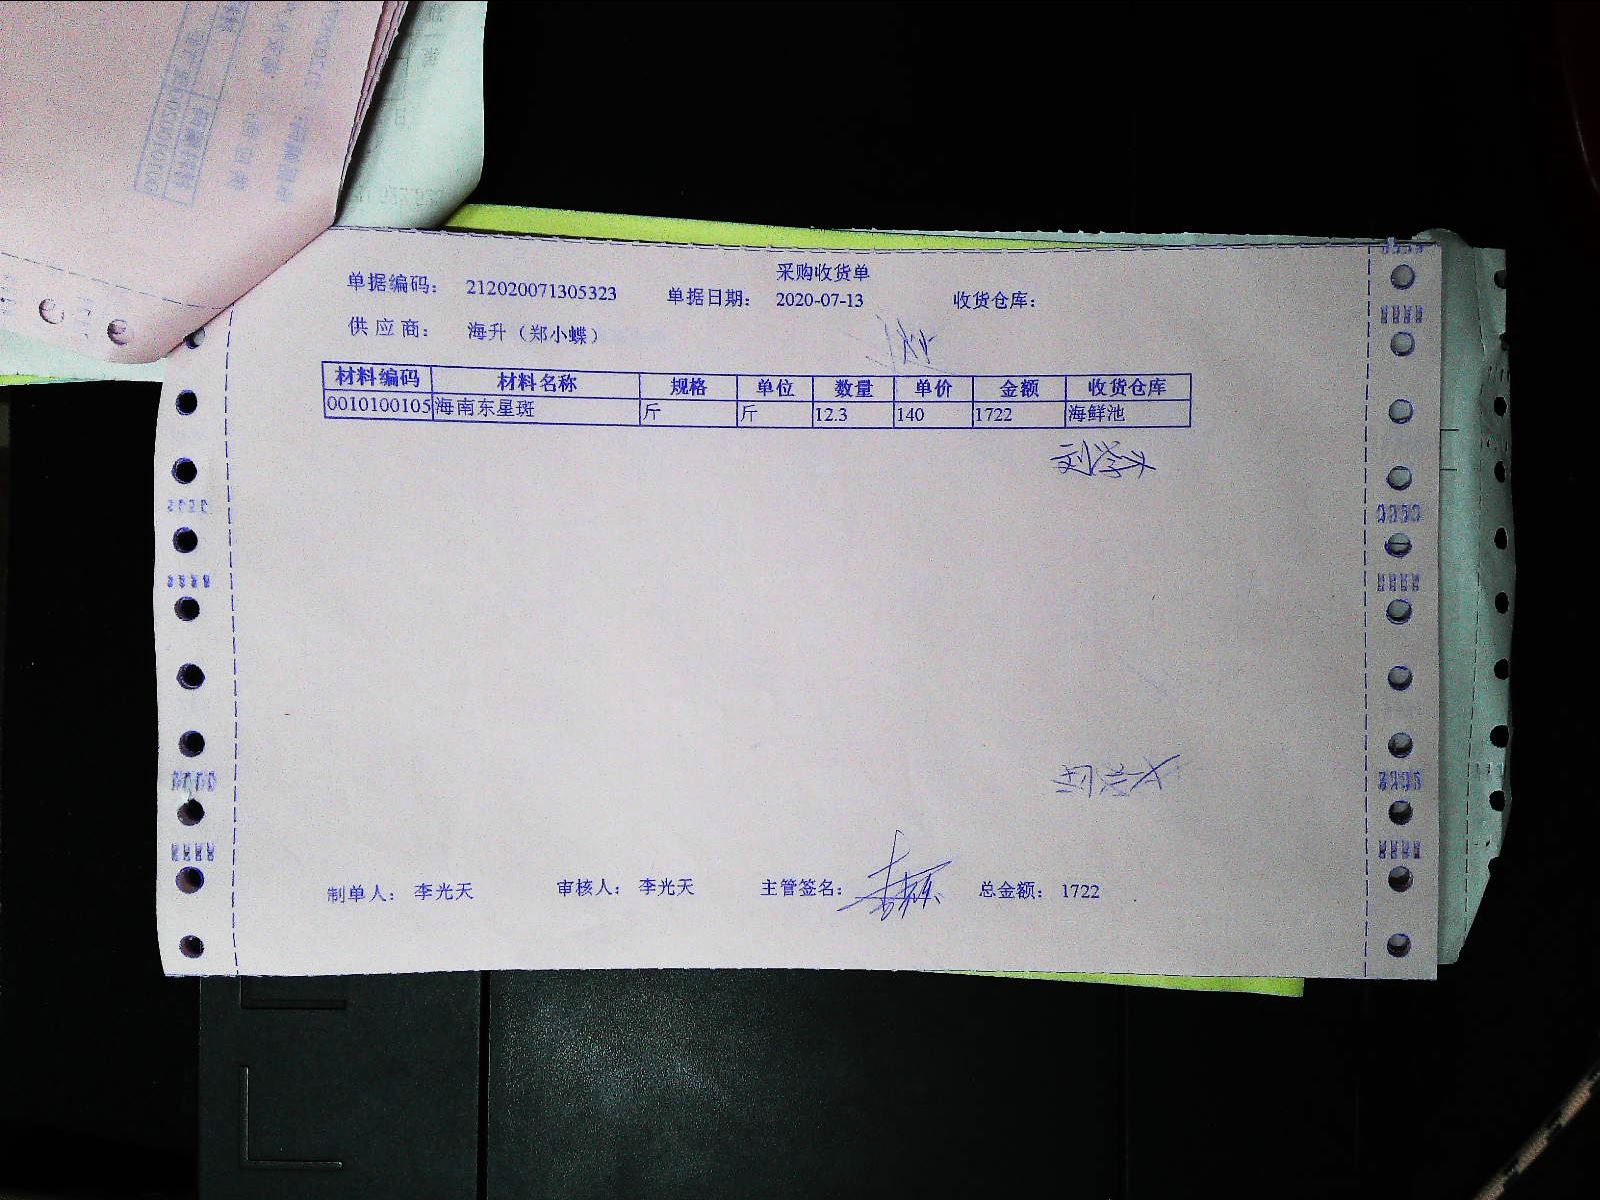 采购收货单
单据编码： 212020071305323 单据日期： 2020-07-13 收货仓库：
供应商： 海升（郑小蝶）
材料编码 材料名称 规格 单位 数量 单价 金额 收货仓库
0010100105 海南东星斑 斤 斤 12.3 140 1722 海鲜池
制单人： 李光天 审核人： 李光天 主管签名： 总金额： 1722